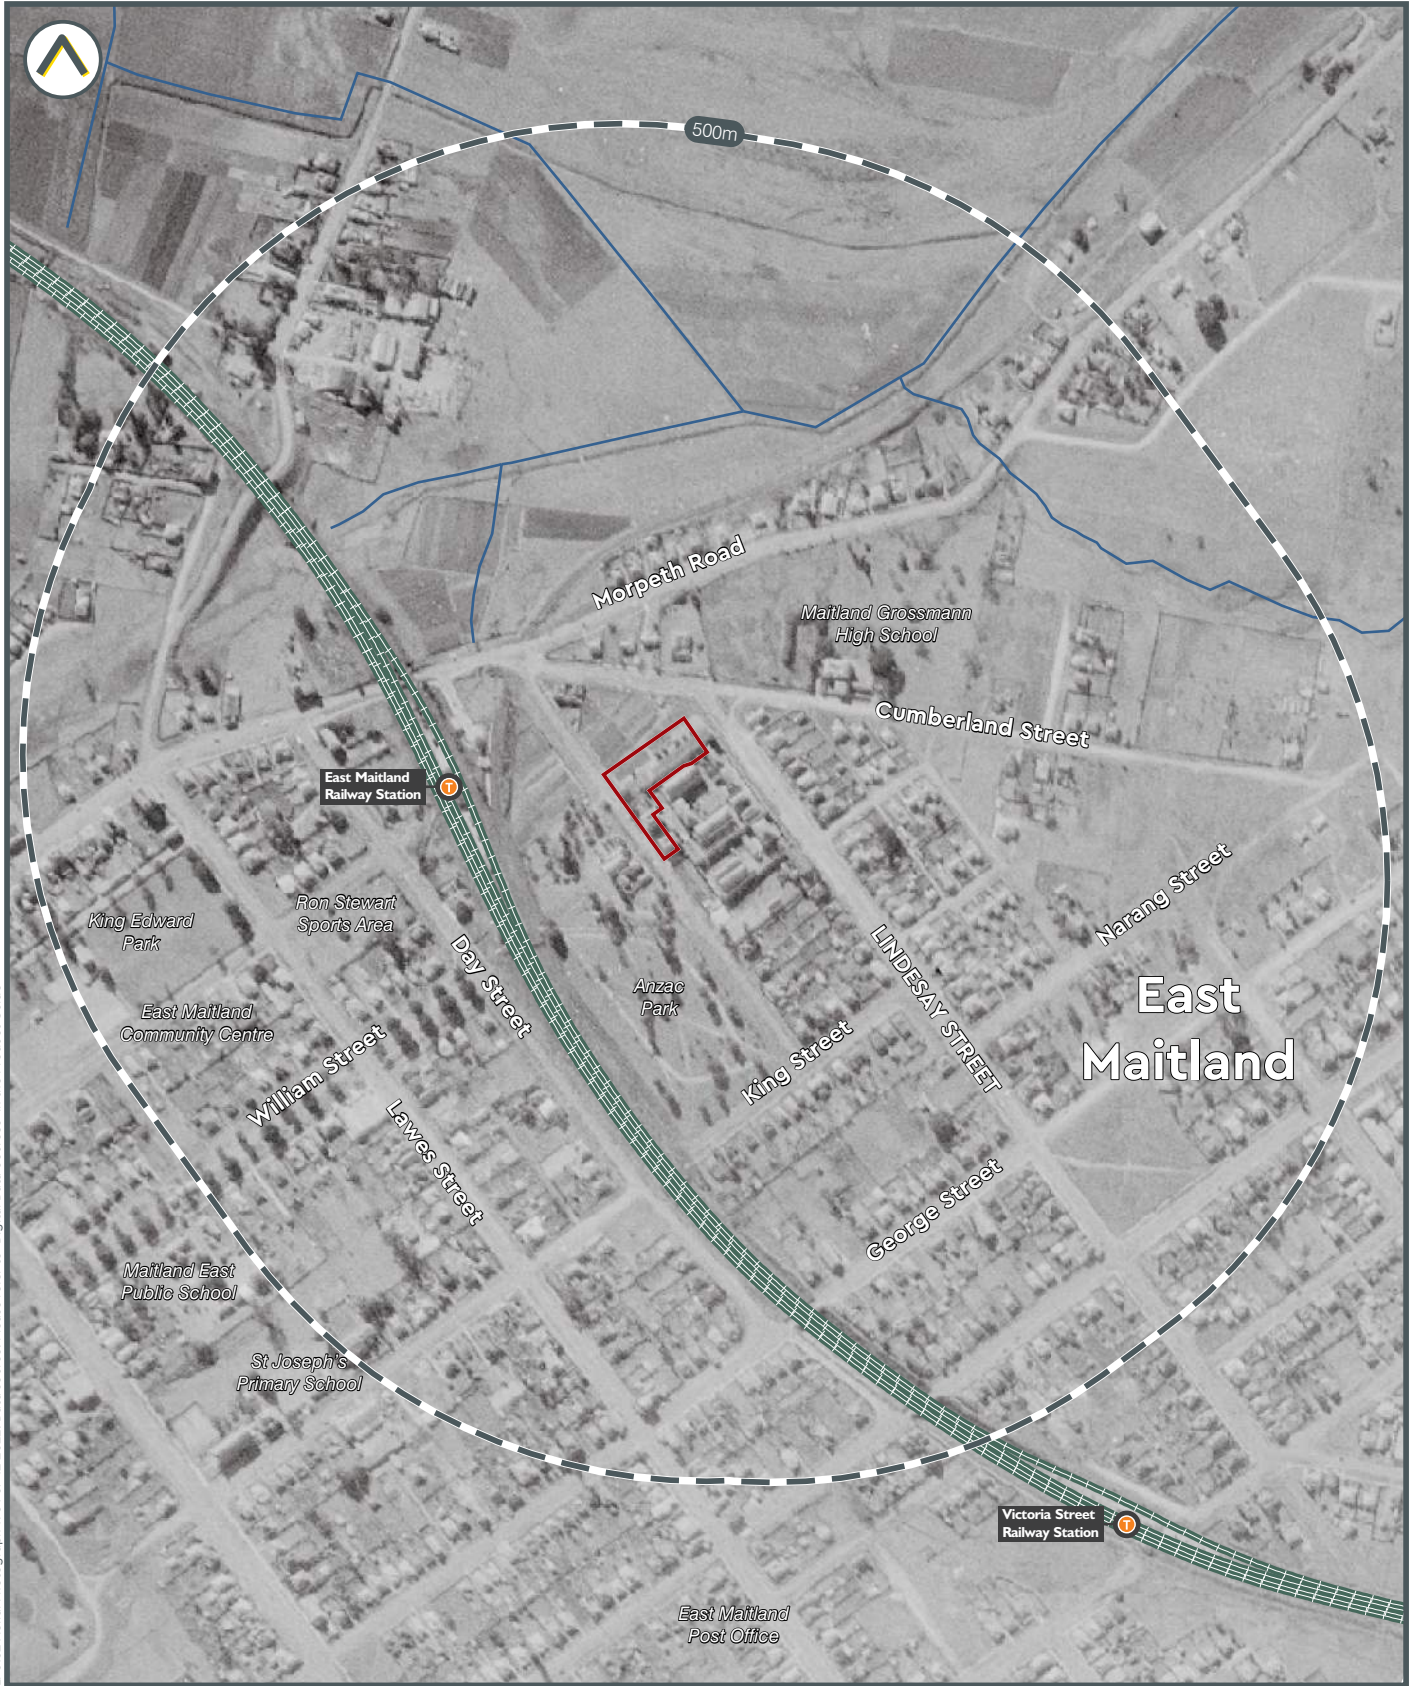 500m
Morpeth Road
Maitland Grossmann
High School
Cumberland Street
East Maitland
Railway Station
T
Narang Street
King Edward
Park
Ron Stewart
Sports Area
Day Street
LINDESAY STREET
Anzac
Park
East
Maitland
East Maitland
Community Centre
William Street
King Street
Lawes Street
George Street
Maitland East
Public School
St Joseph's
Primary School
Victoria Street
Railway Station
T
East Maitland
Post Office